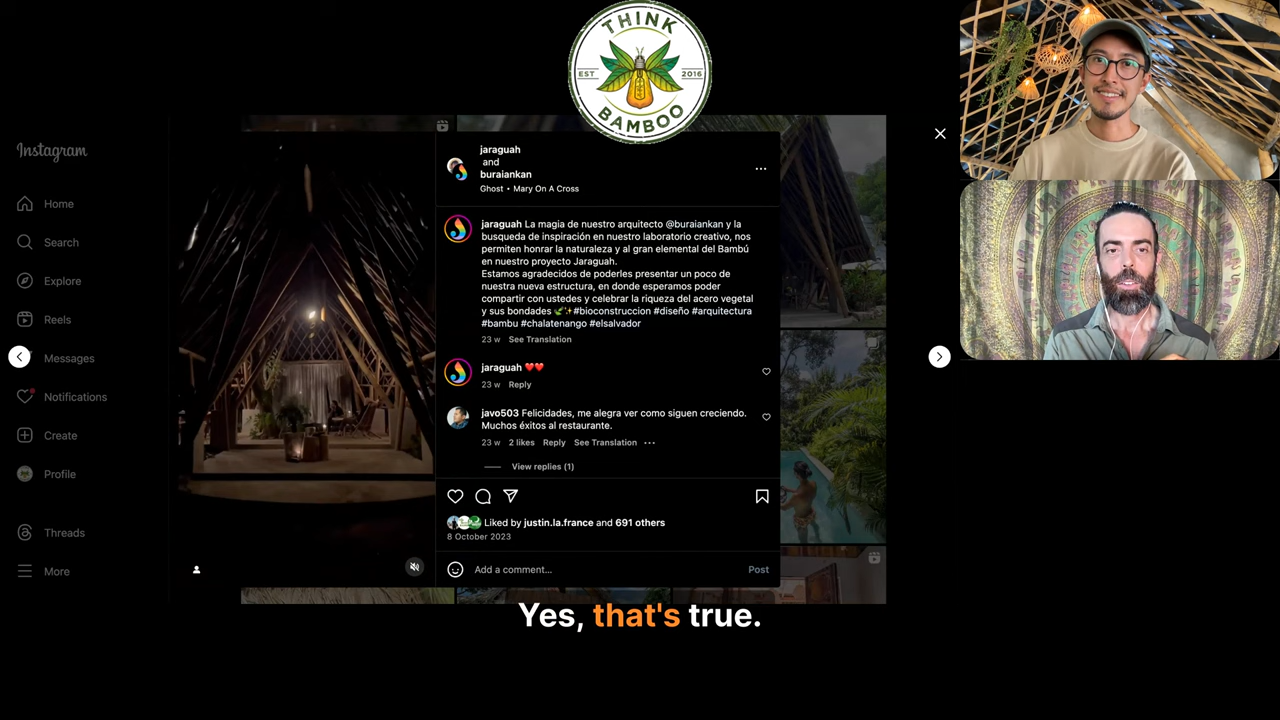 THINK
EST
2016
BAMBOO
Instagram
Home
Search
Explore
Reels
Messages
Notifications
Create
Profile
Threads
More
jaraguah
and
buraiankan
Ghost • Mary On A Cross
jaraguah La magia de nuestro arquitecto @buraiankan y la
busqueda de inspiración en nuestro laboratorio creativo, nos
permiten honrar la naturaleza y al gran elemental del Bambú
en nuestro proyecto Jaraguah.
Estamos agradecidos de poderles presentar un poco de
nuestra nueva estructura, en donde esperamos poder
compartir con ustedes y celebrar la riqueza del acero vegetal
y sus bondades 🌿✨#bioconstruccion #diseño #arquitectura
#bambu #chalatenango #elsalvador
23 w See Translation
jaraguah ❤️❤️
23 w Reply
javo503 Felicidades, me alegra ver como siguen creciendo.
Muchos éxitos al restaurante.
23 w 2 likes Reply See Translation •••
View replies (1)
Liked by justin.la.france and 691 others
8 October 2023
Add a comment...
Post
Yes, that's true.